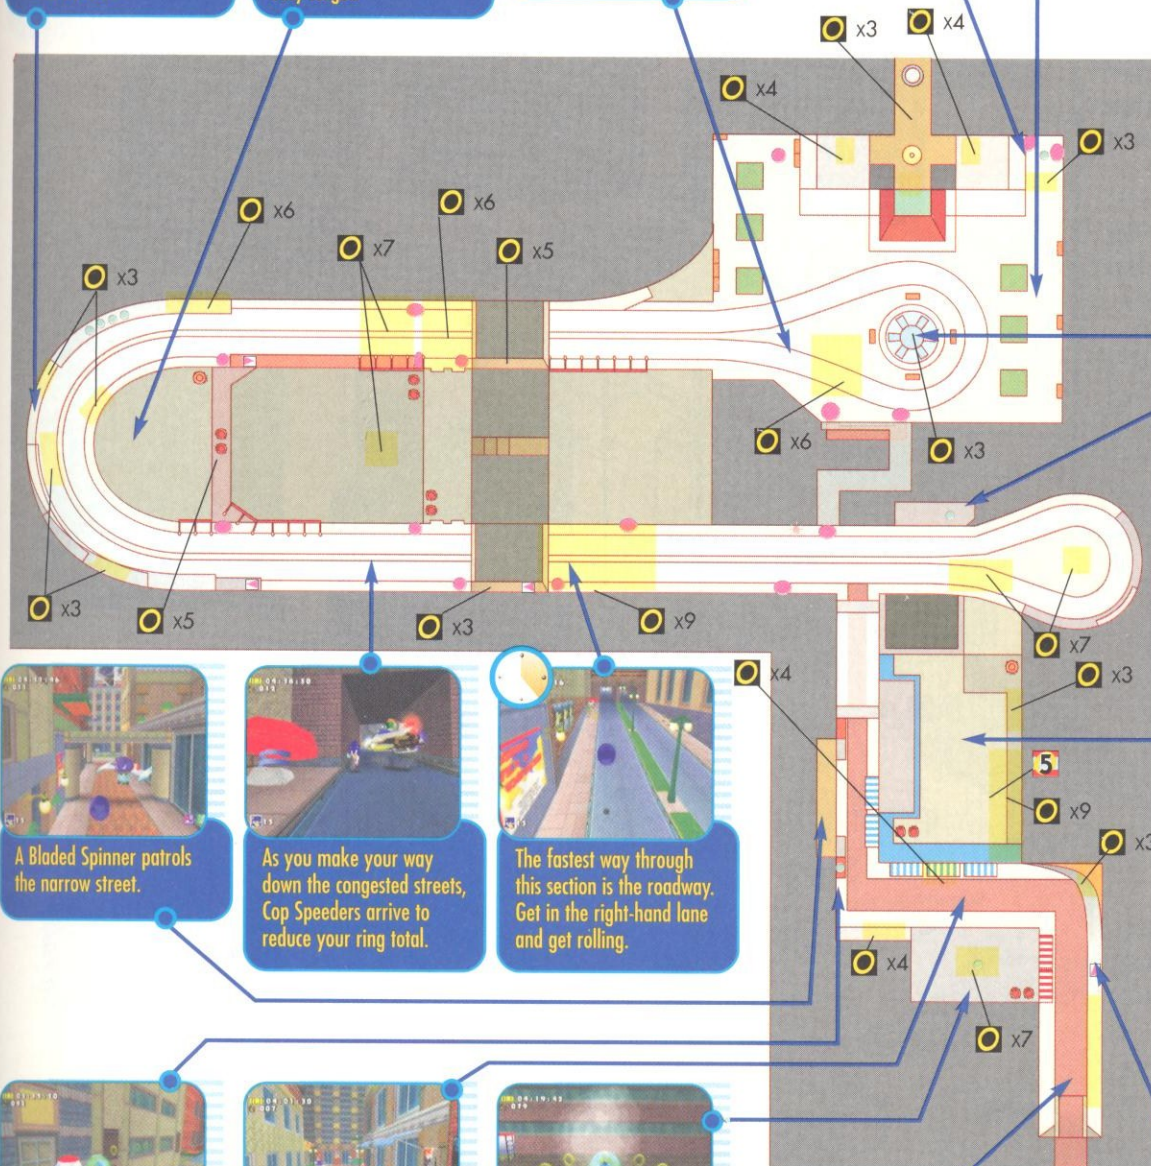 x3
x4
x4
x3
x6
x6
x7
x5
x3
x6
x3
x3
x5
x3
x9
x7
x4
x3
5
x9
x3
A Bladed Spinner patrols
the narrow street.
As you make your way
down the congested streets,
Cop Speeders arrive to
reduce your ring total.
The fastest way through
this section is the roadway.
Get in the right-hand lane
and get rolling.
x4
x7